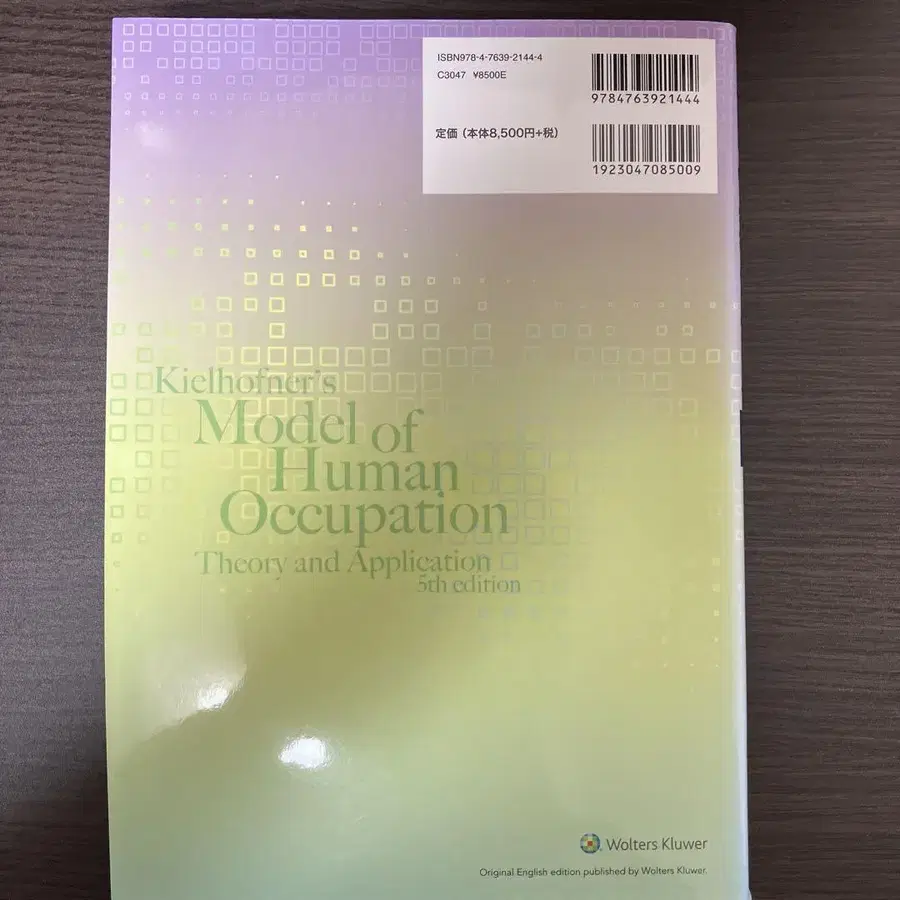 ISBN978-4-7639-2144-4
C3047 ¥8500E
9784763921444
定価 (本体8,500円+税)
1923047085009
Kielhofner's
Model of
Human
Occupation
Theory and Application
5th edition
Wolters Kluwer
Original English edition published by Wolters Kluwer.